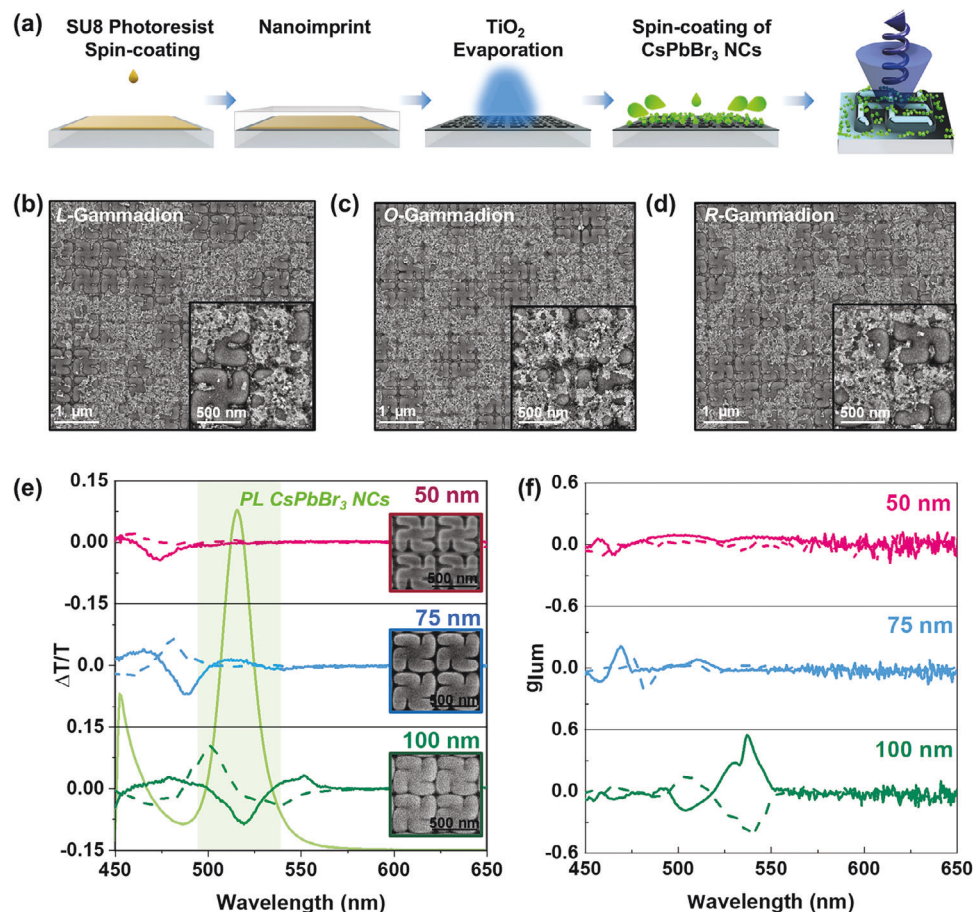 (a)
SU8 Photoresist
Spin-coating
Nanoimprint
TiO₂
Evaporation
Spin-coating of
CsPbBr₃ NCs
(b)
L-Gammadion
1 μm
500 nm
(c)
O-Gammadion
1 μm
500 nm
(d)
R-Gammadion
1 μm
500 nm
(e)
0.15
0.00
-0.15
0.0
0.15
0.00
-0.15
ΔT/T
PL CsPbBr₃ NCs
50 nm
500 nm
75 nm
500 nm
100 nm
500 nm
450
500
550
600
650
Wavelength (nm)
(f)
0.6
0.0
-0.6
0.0
0.6
0.0
-0.6
glum
50 nm
75 nm
100 nm
450
500
550
600
650
Wavelength (nm)